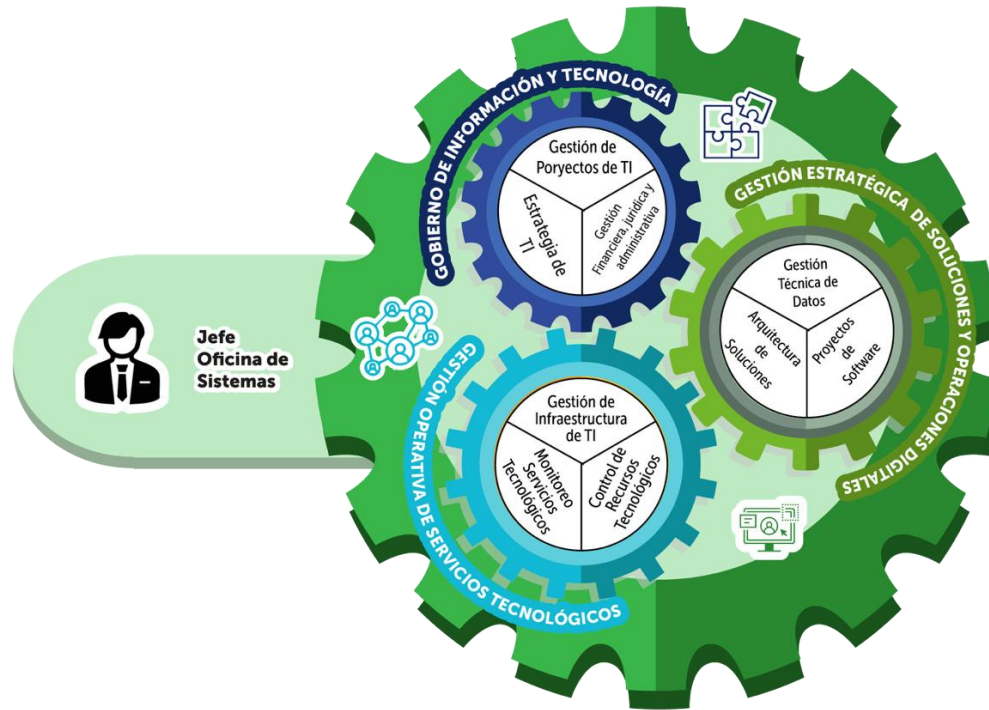 Jefe
Oficina de
Sistemas
GOBIERNO DE INFORMACIÓN Y TECNOLOGÍA
Gestión de
Poryectos de TI
Estrategia de
TI
Gestión
Financiera, jurídica y
administrativa
GESTIÓN ESTRATÉGICA DE SOLUCIONES Y OPERACIONES DIGITALES
Gestión
Técnica de
Datos
Arquitectura
de
Soluciones
Proyectos
de
Software
GESTIÓN OPERATIVA DE SERVICIOS TECNOLÓGICOS
Gestión de
Infraestructura
de TI
Monitoreo
Servicios
Tecnológicos
Control de
Recursos
Tecnológicos